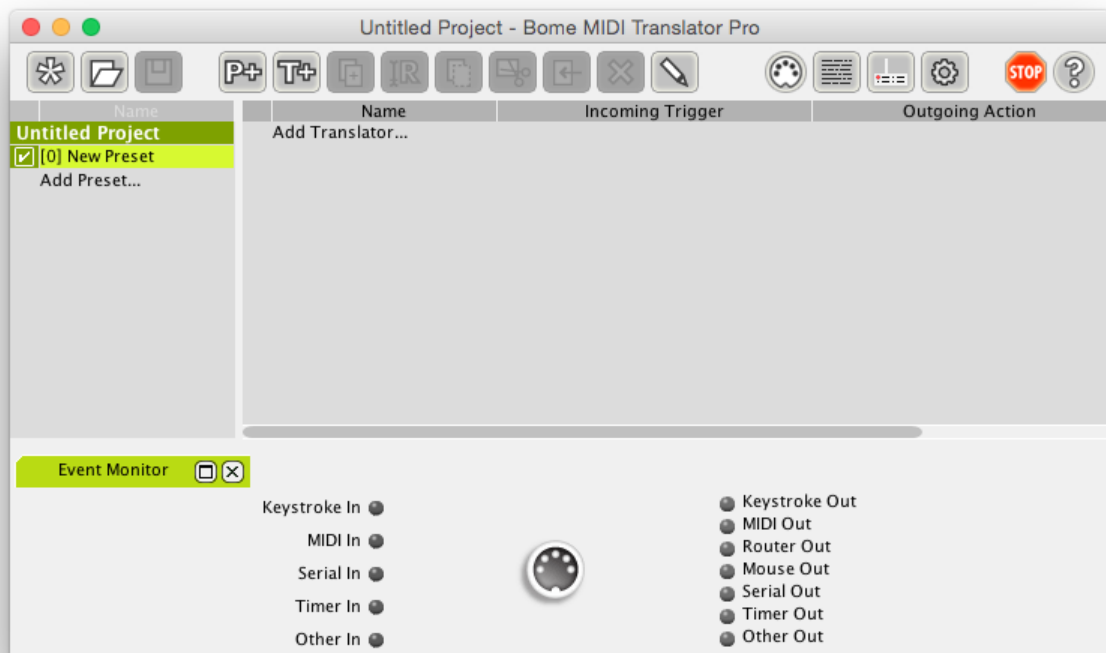 Untitled Project - Bome MIDI Translator Pro
P+ T+ IR STOP ?
Name Name Incoming Trigger Outgoing Action
Untitled Project Add Translator...
[0] New Preset
Add Preset...
Event Monitor
Keystroke In
MIDI In
Serial In
Timer In
Other In
Keystroke Out
MIDI Out
Router Out
Mouse Out
Serial Out
Timer Out
Other Out